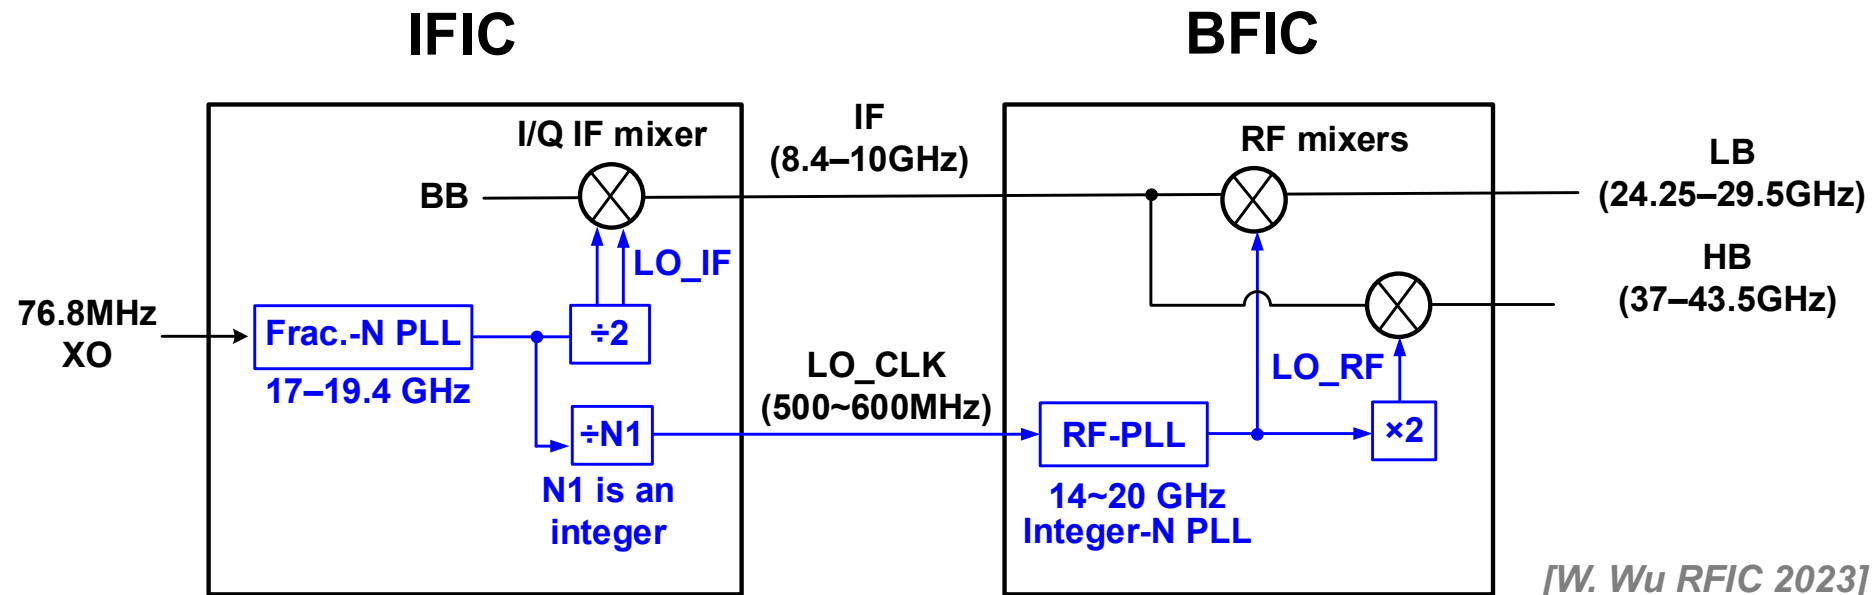 IFIC
BFIC
I/Q IF mixer
BB
LO_IF
76.8MHz
XO
Frac.-N PLL
17–19.4 GHz
÷2
÷N1
N1 is an
integer
IF
(8.4–10GHz)
LO_CLK
(500~600MHz)
RF mixers
LO_RF
RF-PLL
×2
14~20 GHz
Integer-N PLL
LB
(24.25–29.5GHz)
HB
(37–43.5GHz)
[W. Wu RFIC 2023]